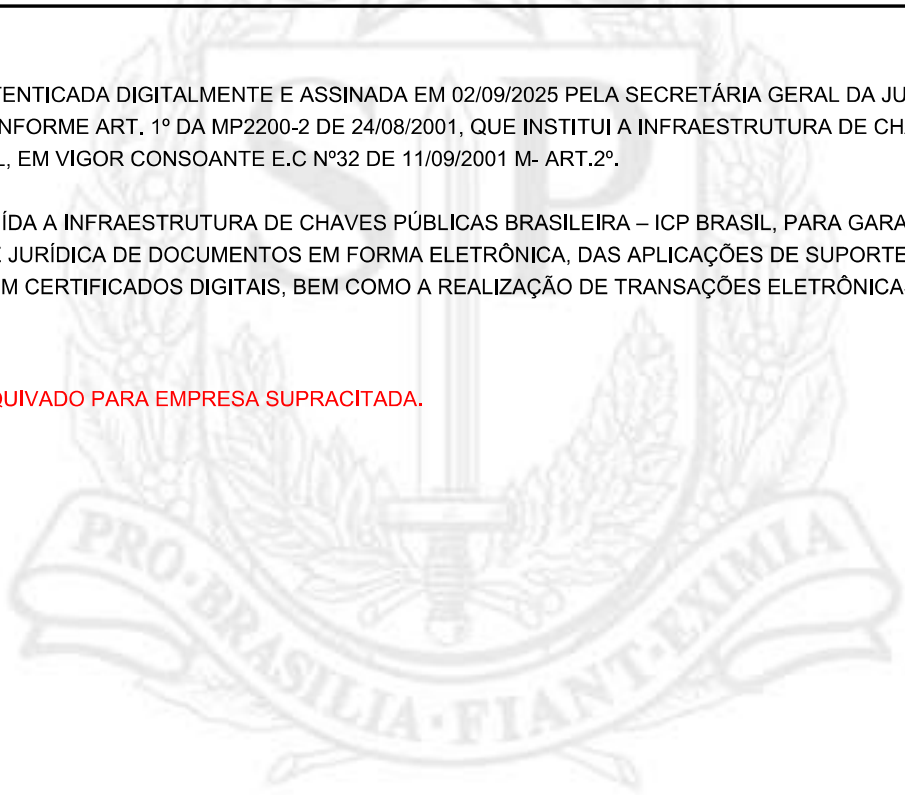 TENTICADA DIGITALMENTE E ASSINADA EM 02/09/2025 PELA SECRETÁRIA GERAL DA JU
NFORME ART. 1º DA MP2200-2 DE 24/08/2001, QUE INSTITUI A INFRAESTRUTURA DE CHA
L, EM VIGOR CONSOANTE E.C Nº32 DE 11/09/2001 M- ART.2º.
ÍDA A INFRAESTRUTURA DE CHAVES PÚBLICAS BRASILEIRA – ICP BRASIL, PARA GARA
E JURÍDICA DE DOCUMENTOS EM FORMA ELETRÔNICA, DAS APLICAÇÕES DE SUPORTE
M CERTIFICADOS DIGITAIS, BEM COMO A REALIZAÇÃO DE TRANSAÇÕES ELETRÔNICA
QUIVADO PARA EMPRESA SUPRACITADA.
SP
PRO·BRASILIA·FIANT·EXIMIA